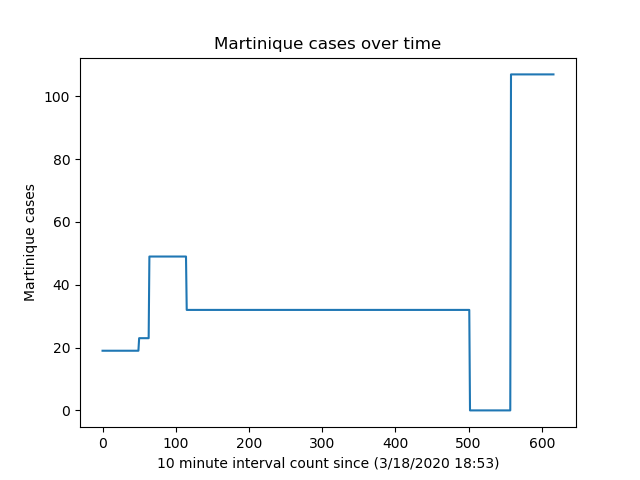 Martinique cases over time
100
80
60
40
20
0
Martinique cases
0 100 200 300 400 500 600
10 minute interval count since (3/18/2020 18:53)